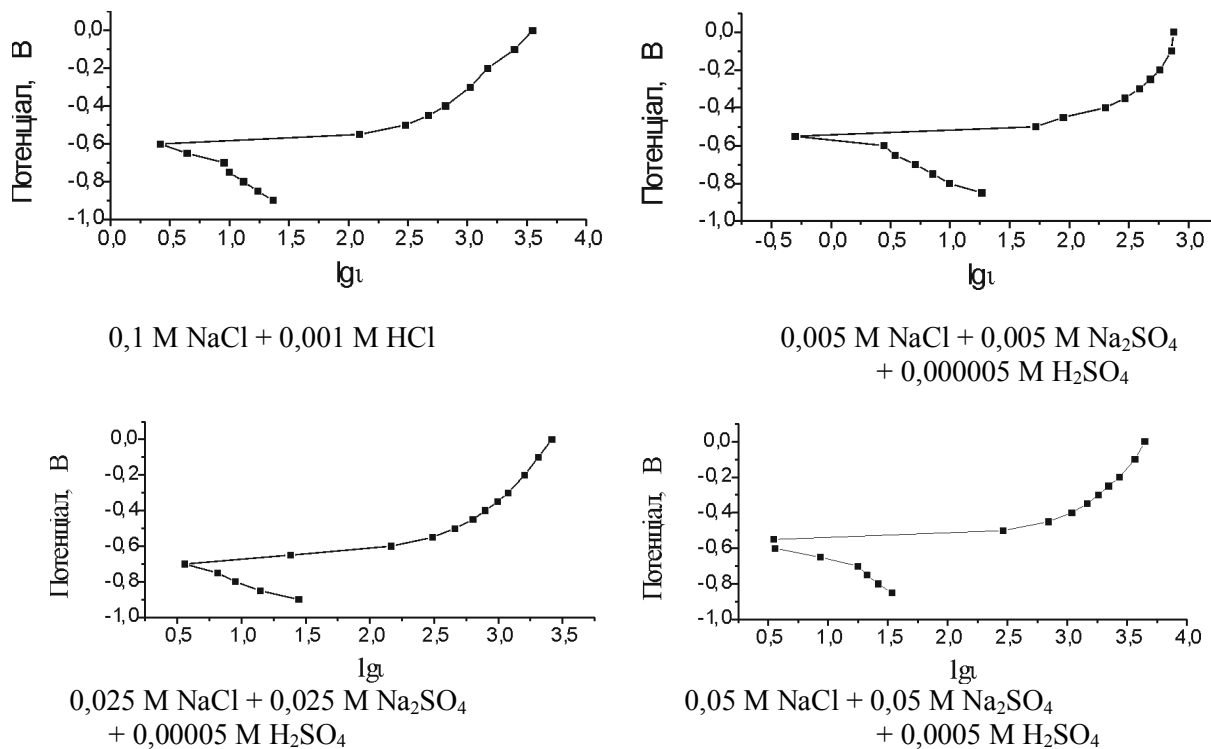 Потенціал, В
0,0
-0,2
-0,4
-0,6
-0,8
-1,0
0,0 0,5 1,0 1,5 2,0 2,5 3,0 3,5 4,0
lgι
0,1 M NaCl + 0,001 M HCl
Потенціал, В
0,0
-0,2
-0,4
-0,6
-0,8
-1,0
-0,5 0,0 0,5 1,0 1,5 2,0 2,5 3,0
lgι
0,005 M NaCl + 0,005 M Na₂SO₄
+ 0,000005 M H₂SO₄
Потенціал, В
0,0
-0,2
-0,4
-0,6
-0,8
-1,0
0,5 1,0 1,5 2,0 2,5 3,0 3,5
lgι
0,025 M NaCl + 0,025 M Na₂SO₄
+ 0,00005 M H₂SO₄
Потенціал, В
0,0
-0,2
-0,4
-0,6
-0,8
-1,0
0,5 1,0 1,5 2,0 2,5 3,0 3,5 4,0
lgι
0,05 M NaCl + 0,05 M Na₂SO₄
+ 0,0005 M H₂SO₄